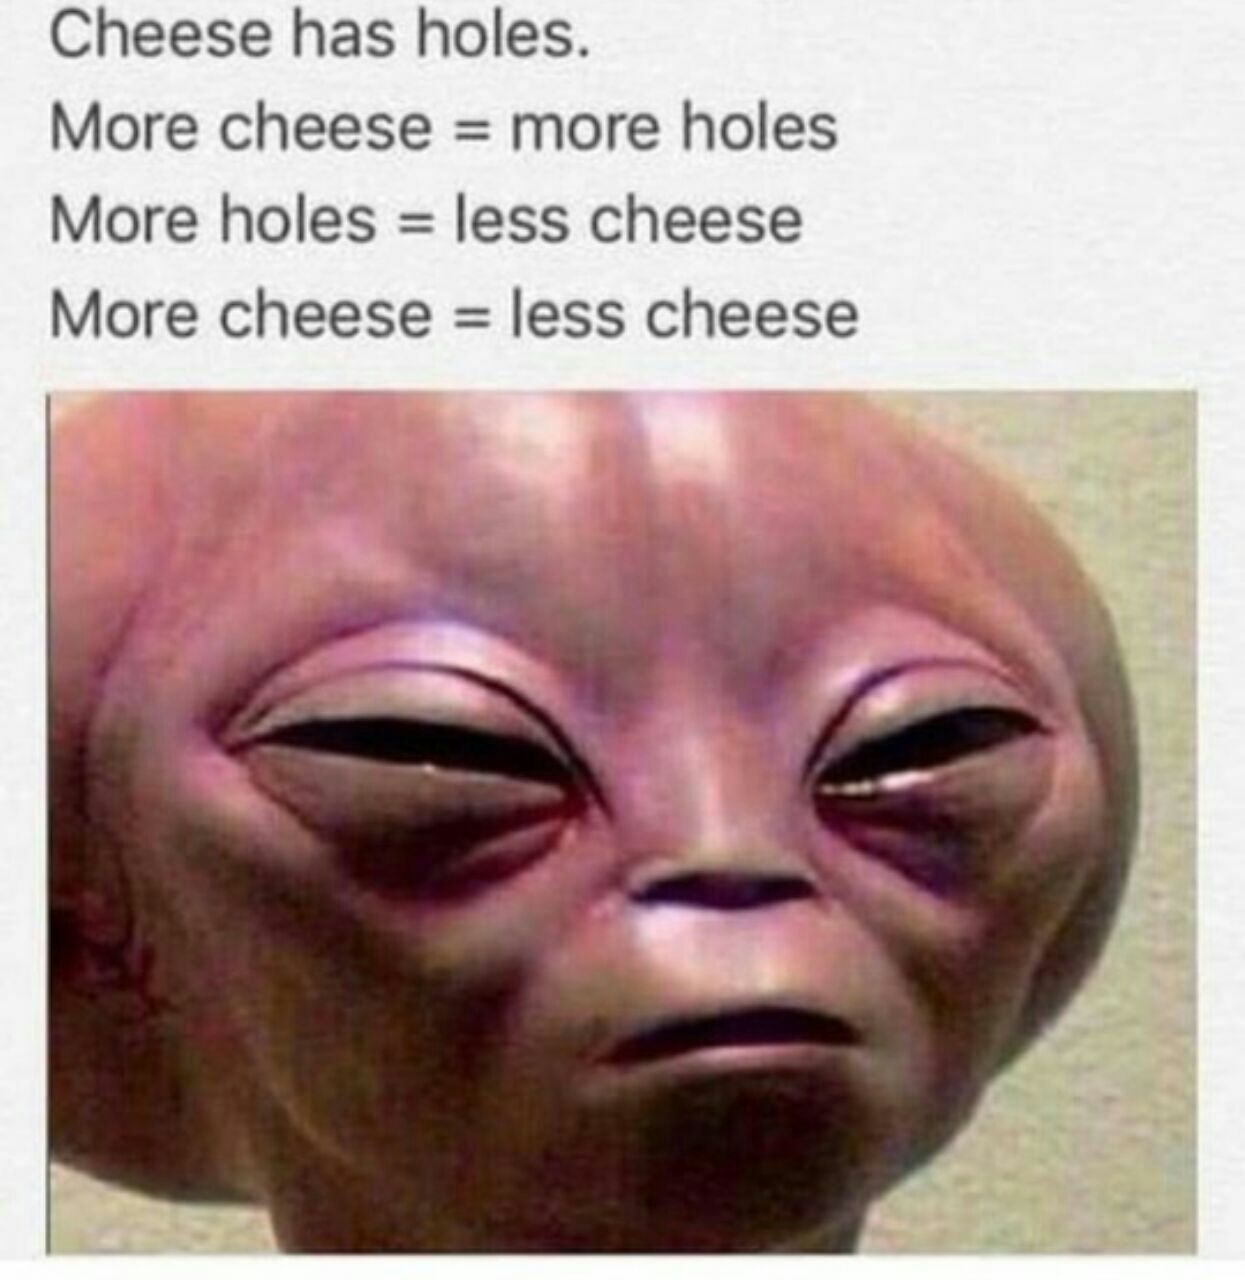 Cheese has holes.
More cheese = more holes
More holes = less cheese
More cheese = less cheese